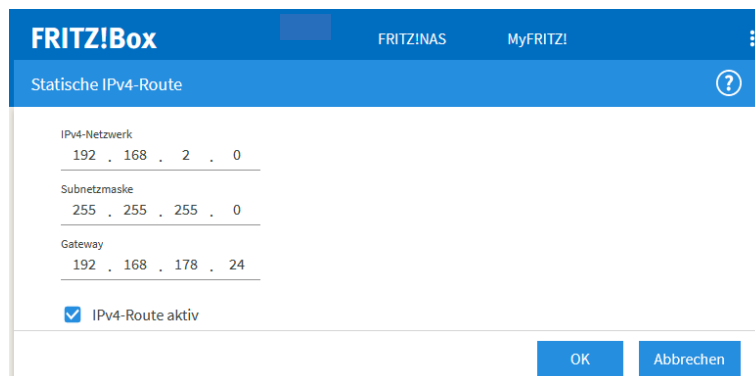 FRITZ!Box FRITZ!NAS MyFRITZ!
Statische IPv4-Route ?
IPv4-Netzwerk
192 . 168 . 2 . 0
Subnetzmaske
255 . 255 . 255 . 0
Gateway
192 . 168 . 178 . 24
IPv4-Route aktiv
OK Abbrechen